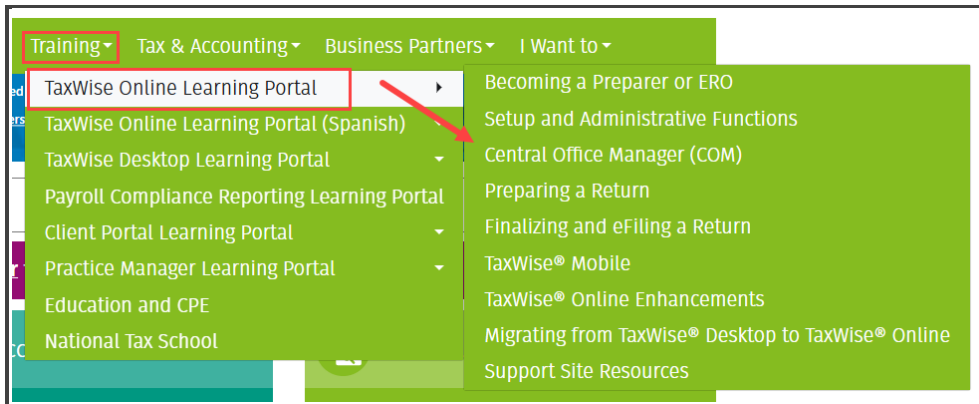 Training
Tax & Accounting
Business Partners
I Want to
TaxWise Online Learning Portal
TaxWise Online Learning Portal (Spanish)
TaxWise Desktop Learning Portal
Payroll Compliance Reporting Learning Portal
Client Portal Learning Portal
Practice Manager Learning Portal
Education and CPE
National Tax School
Becoming a Preparer or ERO
Setup and Administrative Functions
Central Office Manager (COM)
Preparing a Return
Finalizing and eFiling a Return
TaxWise® Mobile
TaxWise® Online Enhancements
Migrating from TaxWise® Desktop to TaxWise® Online
Support Site Resources